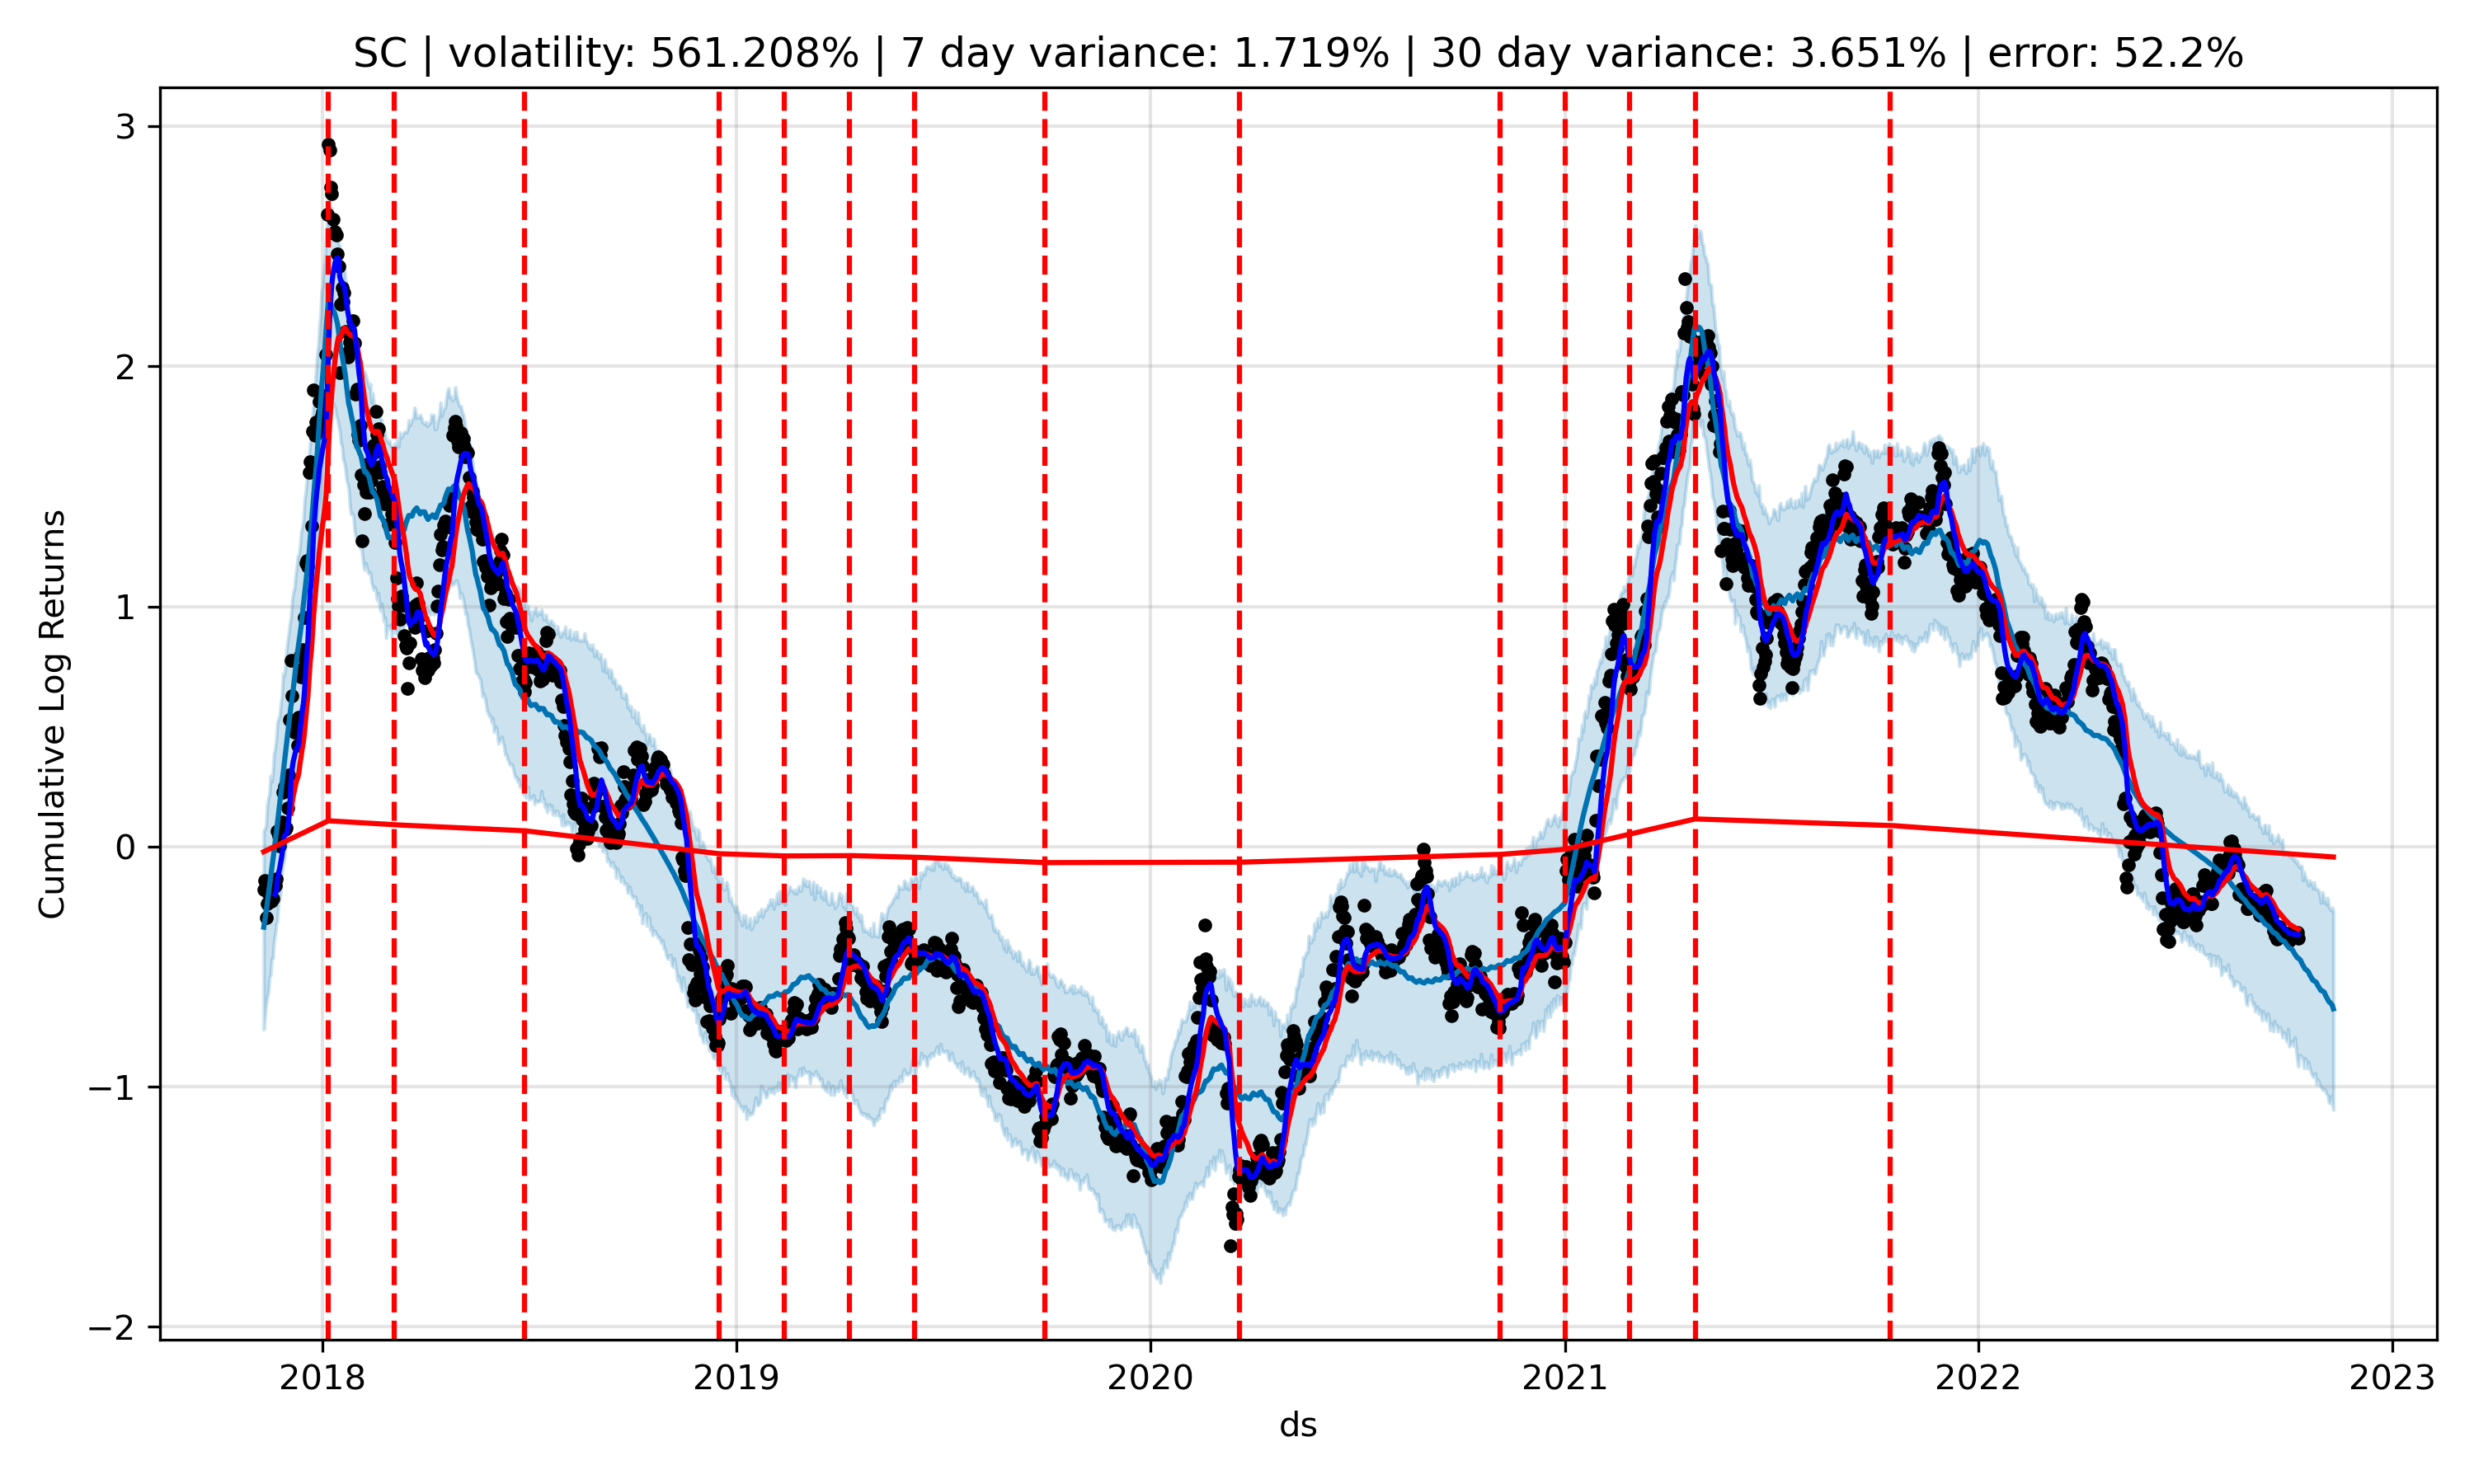 SC | volatility: 561.208% | 7 day variance: 1.719% | 30 day variance: 3.651% | error: 52.2%
Cumulative Log Returns
3
2
1
0
−1
−2
2018 2019 2020 2021 2022 2023
ds